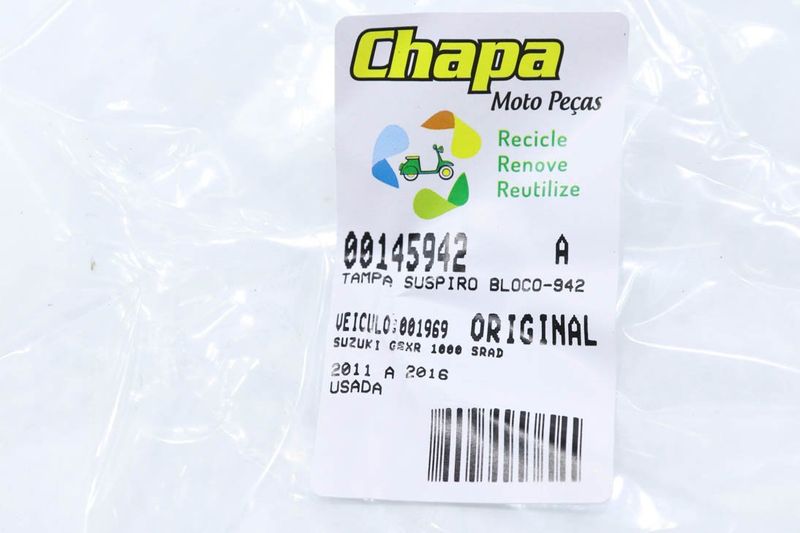 Chapa
Moto Peças
Recicle
Renove
Reutilize
00145942 A
TAMPA SUSPIRO BLOCO-942
VEICULO:001969 ORIGINAL
SUZUKI GSXR 1000 SRAD
2011 A 2016
USADA